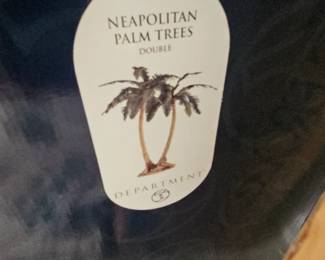 NEAPOLITAN
PALM TREES
DOUBLE
DEPARTMENT